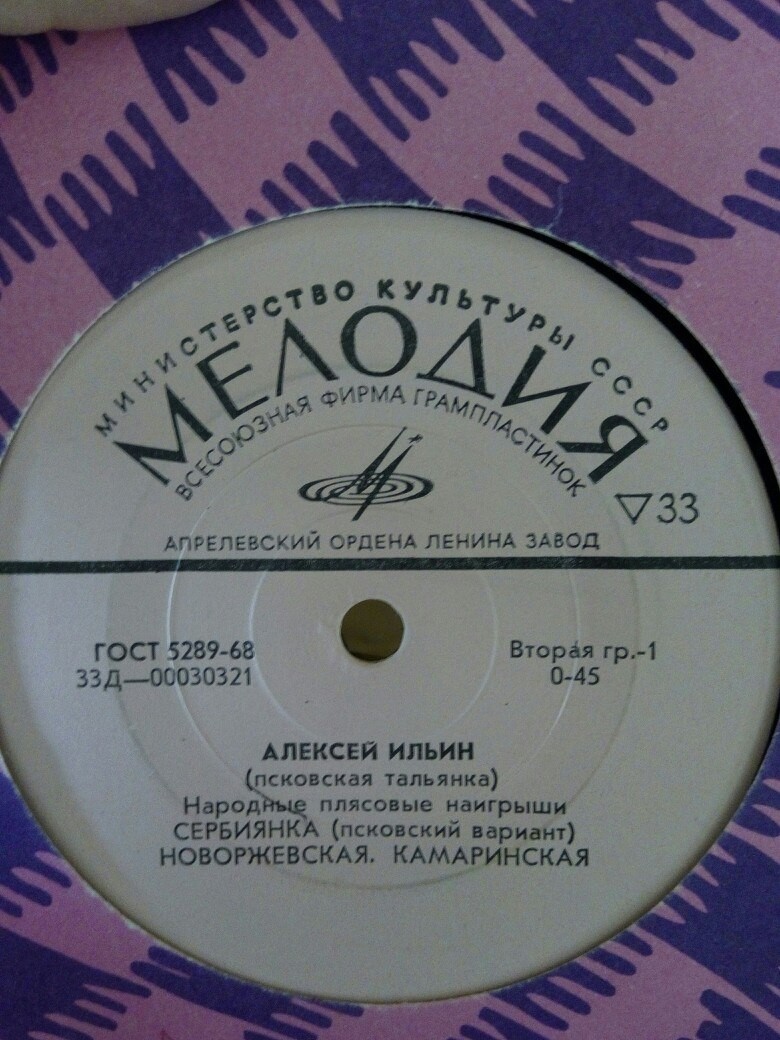 МИНИСТЕРСТВО КУЛЬТУРЫ СССР
МЕЛОДИЯ
ВСЕСОЮЗНАЯ ФИРМА ГРАМПЛАСТИНОК
▽33
АПРЕЛЕВСКИЙ ОРДЕНА ЛЕНИНА ЗАВОД
ГОСТ 5289-68
33Д—00030321
Вторая гр.-1
0-45
АЛЕКСЕЙ ИЛЬИН
(псковская тальянка)
Народные плясовые наигрыши
СЕРБИЯНКА (псковский вариант)
НОВОРЖЕВСКАЯ. КАМАРИНСКАЯ